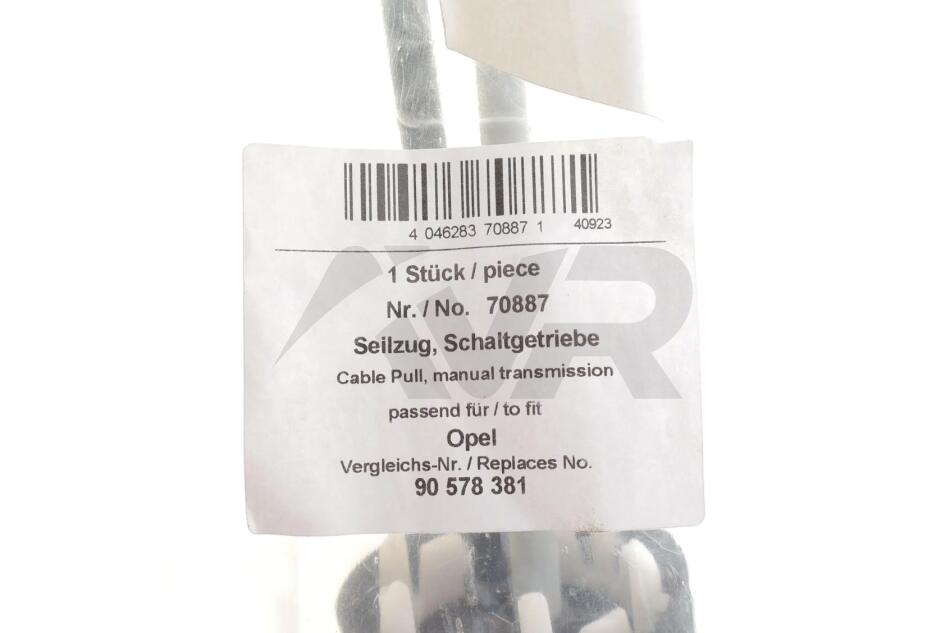 4 046283 70887 1 40923
1 Stück / piece
Nr. / No. 70887
Seilzug, Schaltgetriebe
Cable Pull, manual transmission
passend für / to fit
Opel
Vergleichs-Nr. / Replaces No.
90 578 381